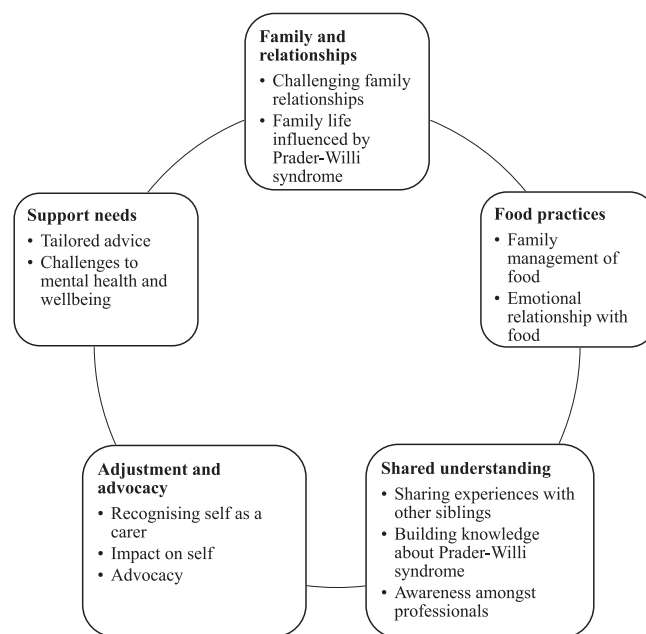 Family and
relationships
• Challenging family
relationships
• Family life
influenced by
Prader-Willi
syndrome
Food practices
• Family
management of
food
• Emotional
relationship with
food
Shared understanding
• Sharing experiences with
other siblings
• Building knowledge
about Prader-Willi
syndrome
• Awareness amongst
professionals
Adjustment and
advocacy
• Recognising self as a
carer
• Impact on self
• Advocacy
Support needs
• Tailored advice
• Challenges to
mental health and
wellbeing